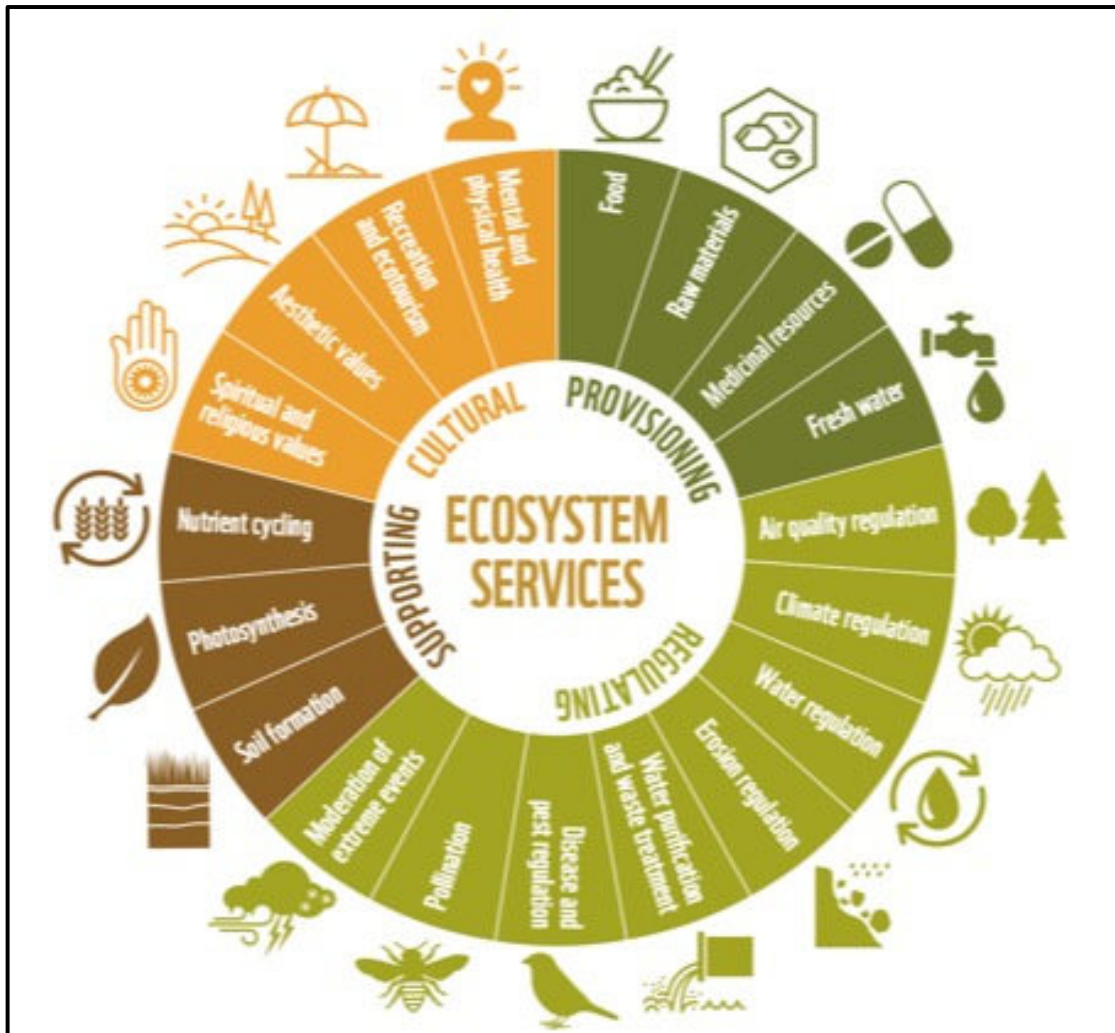 ECOSYSTEM
SERVICES
PROVISIONING
Food
Raw materials
Medicinal resources
Fresh water
REGULATING
Air quality regulation
Climate regulation
Water regulation
Erosion regulation
Water purification
and waste treatment
Disease and
pest regulation
Pollination
Moderation of
extreme events
SUPPORTING
Soil formation
Photosynthesis
Nutrient cycling
CULTURAL
Spiritual and
religious values
Aesthetic values
Recreation
and ecotourism
Mental and
physical health